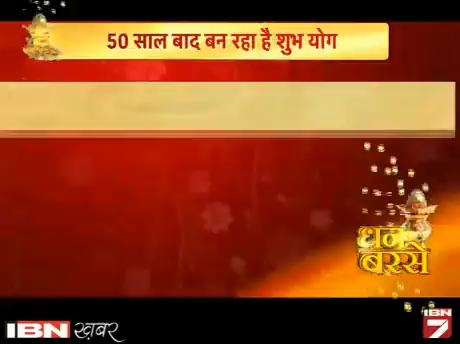 50 साल बाद बन रहा है शुभ योग
धन
बरसे
IBN
7
IBN ख़बर